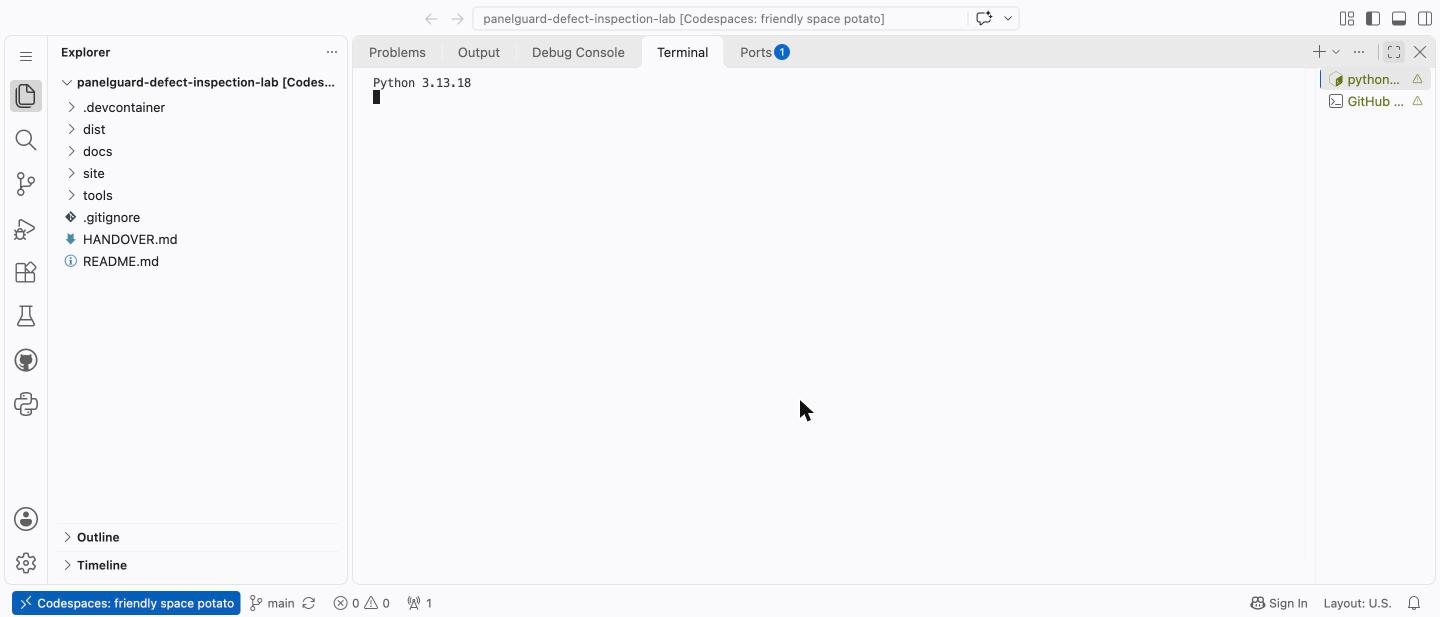 panelguard-defect-inspection-lab [Codespaces: friendly space potato]
Explorer
panelguard-defect-inspection-lab [Codes...
.devcontainer
dist
docs
site
tools
.gitignore
HANDOVER.md
README.md
Outline
Timeline
Problems Output Debug Console Terminal Ports 1
Python 3.13.18
python...
GitHub ...
Codespaces: friendly space potato main 0 0 1 Sign In Layout: U.S.